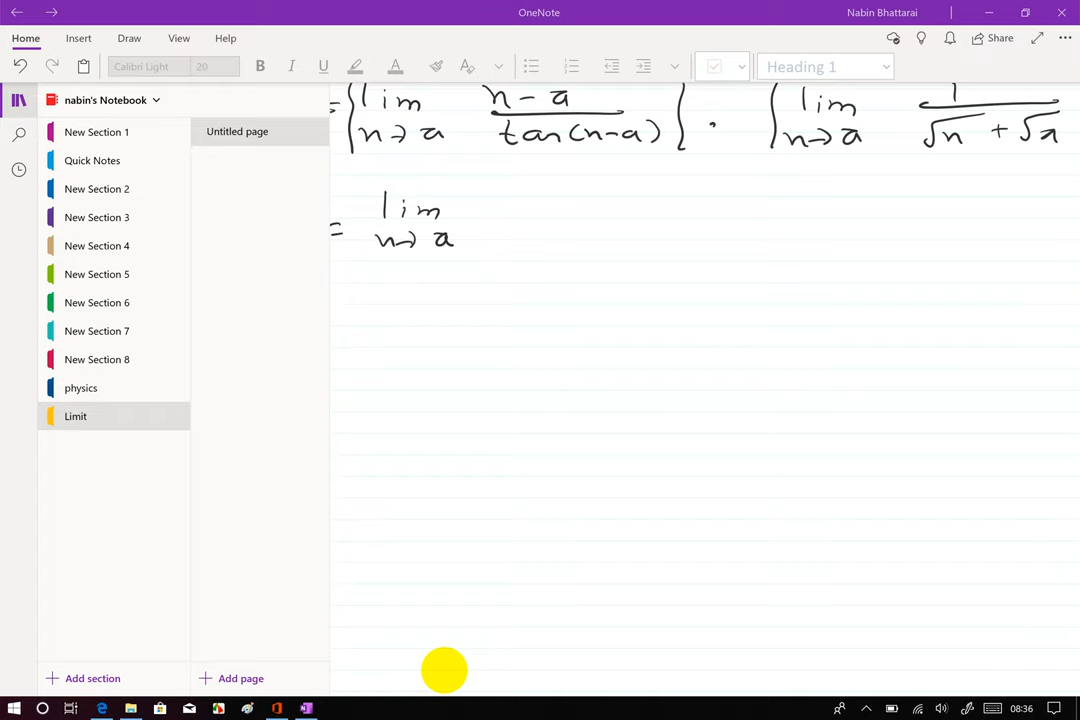 OneNote
Nabin Bhattarai
Home Insert Draw View Help
Share
Calibri Light 20 B I U A Heading 1
nabin's Notebook
New Section 1
Quick Notes
New Section 2
New Section 3
New Section 4
New Section 5
New Section 6
New Section 7
New Section 8
physics
Limit
Untitled page
= { lim n→a n-a / tan(n-a) } . { lim n→a 1 / √n + √a
= lim n→a
Add section
Add page
08:36